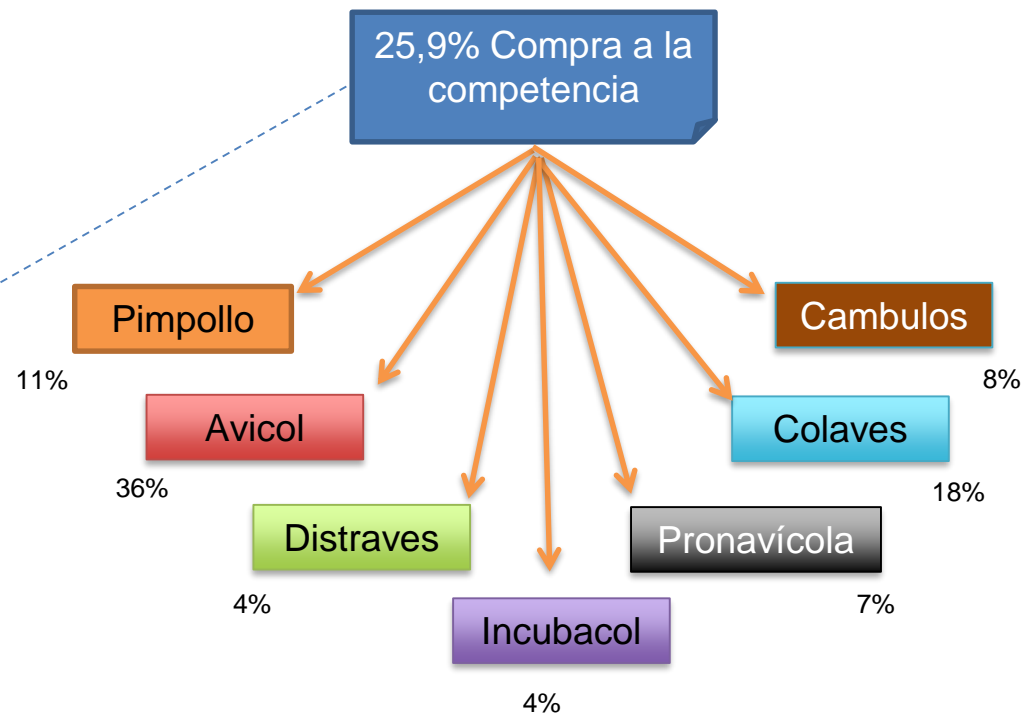 25,9% Compra a la
competencia
Pimpollo
11%
Cambulos
8%
Avicol
36%
Colaves
18%
Distraves
4%
Pronavícola
7%
Incubacol
4%